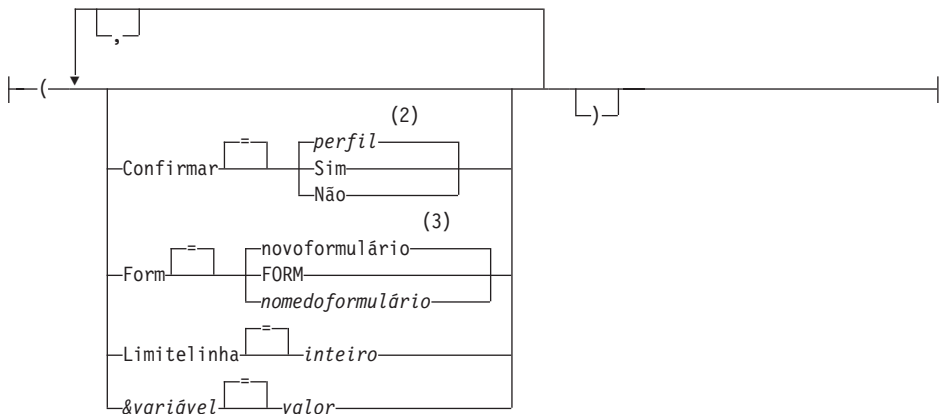 ,
( )
(2)
= perfil
Confirmar Sim
Não
(3)
= novoformulário
Form FORM
nomedoformulário
=
Limitelinha inteiro
=
&variável valor